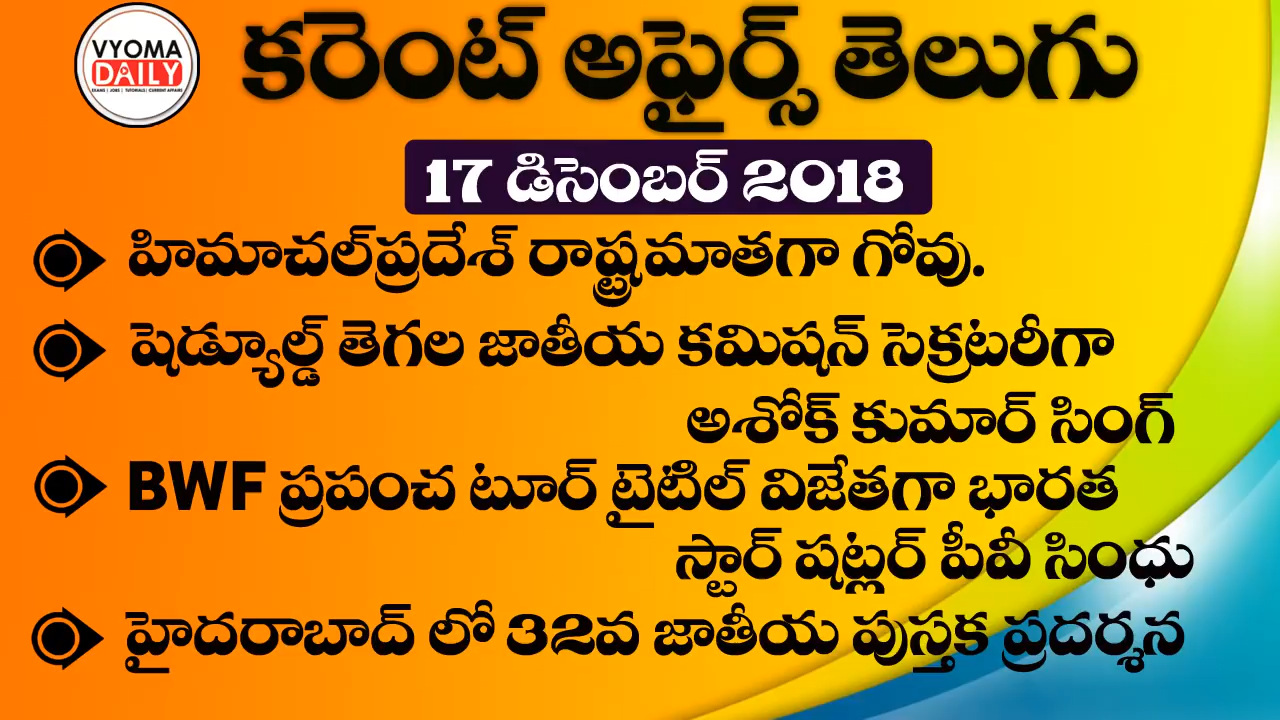 VYOMA
DAILY
EXAMS | JOBS | TUTORIALS | CURRENT AFFAIRS
కరెంట్ అఫైర్స్ తెలుగు
17 డిసెంబర్ 2018
హిమాచల్‌ప్రదేశ్ రాష్ట్రమాతగా గోవు.
షెడ్యూల్డ్ తెగల జాతీయ కమిషన్ సెక్రటరీగా
అశోక్ కుమార్ సింగ్
BWF ప్రపంచ టూర్ టైటిల్ విజేతగా భారత
స్టార్ షట్లర్ పీవీ సింధు
హైదరాబాద్ లో 32వ జాతీయ పుస్తక ప్రదర్శన